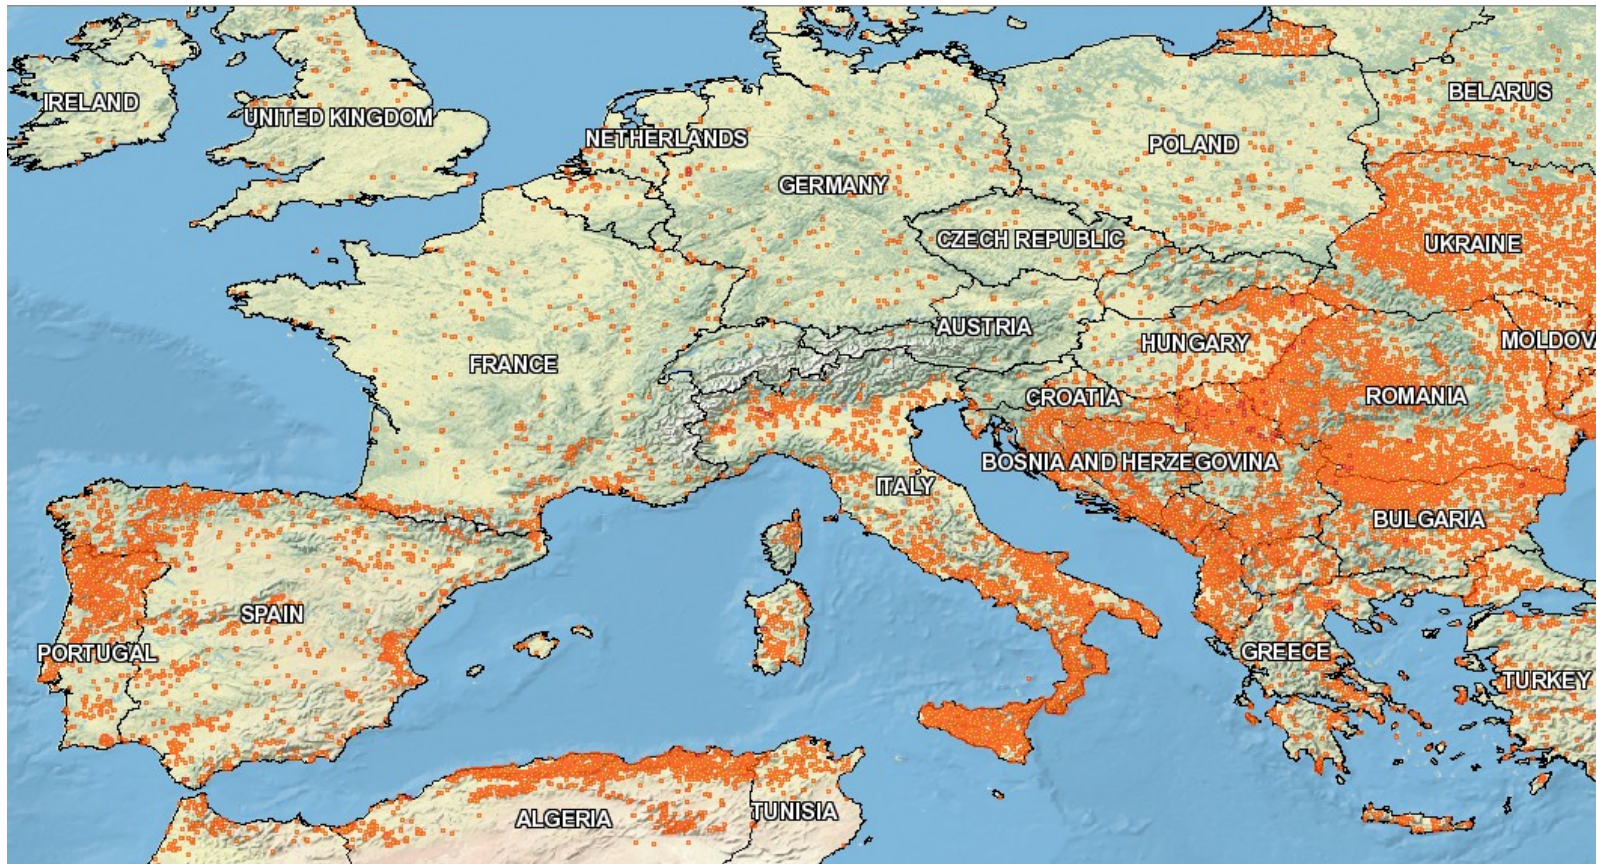 IRELAND
UNITED KINGDOM
NETHERLANDS
BELARUS
POLAND
GERMANY
CZECH REPUBLIC
UKRAINE
AUSTRIA
HUNGARY
MOLDOVA
FRANCE
CROATIA
ROMANIA
BOSNIA AND HERZEGOVINA
ITALY
BULGARIA
SPAIN
PORTUGAL
GREECE
TURKEY
ALGERIA
TUNISIA